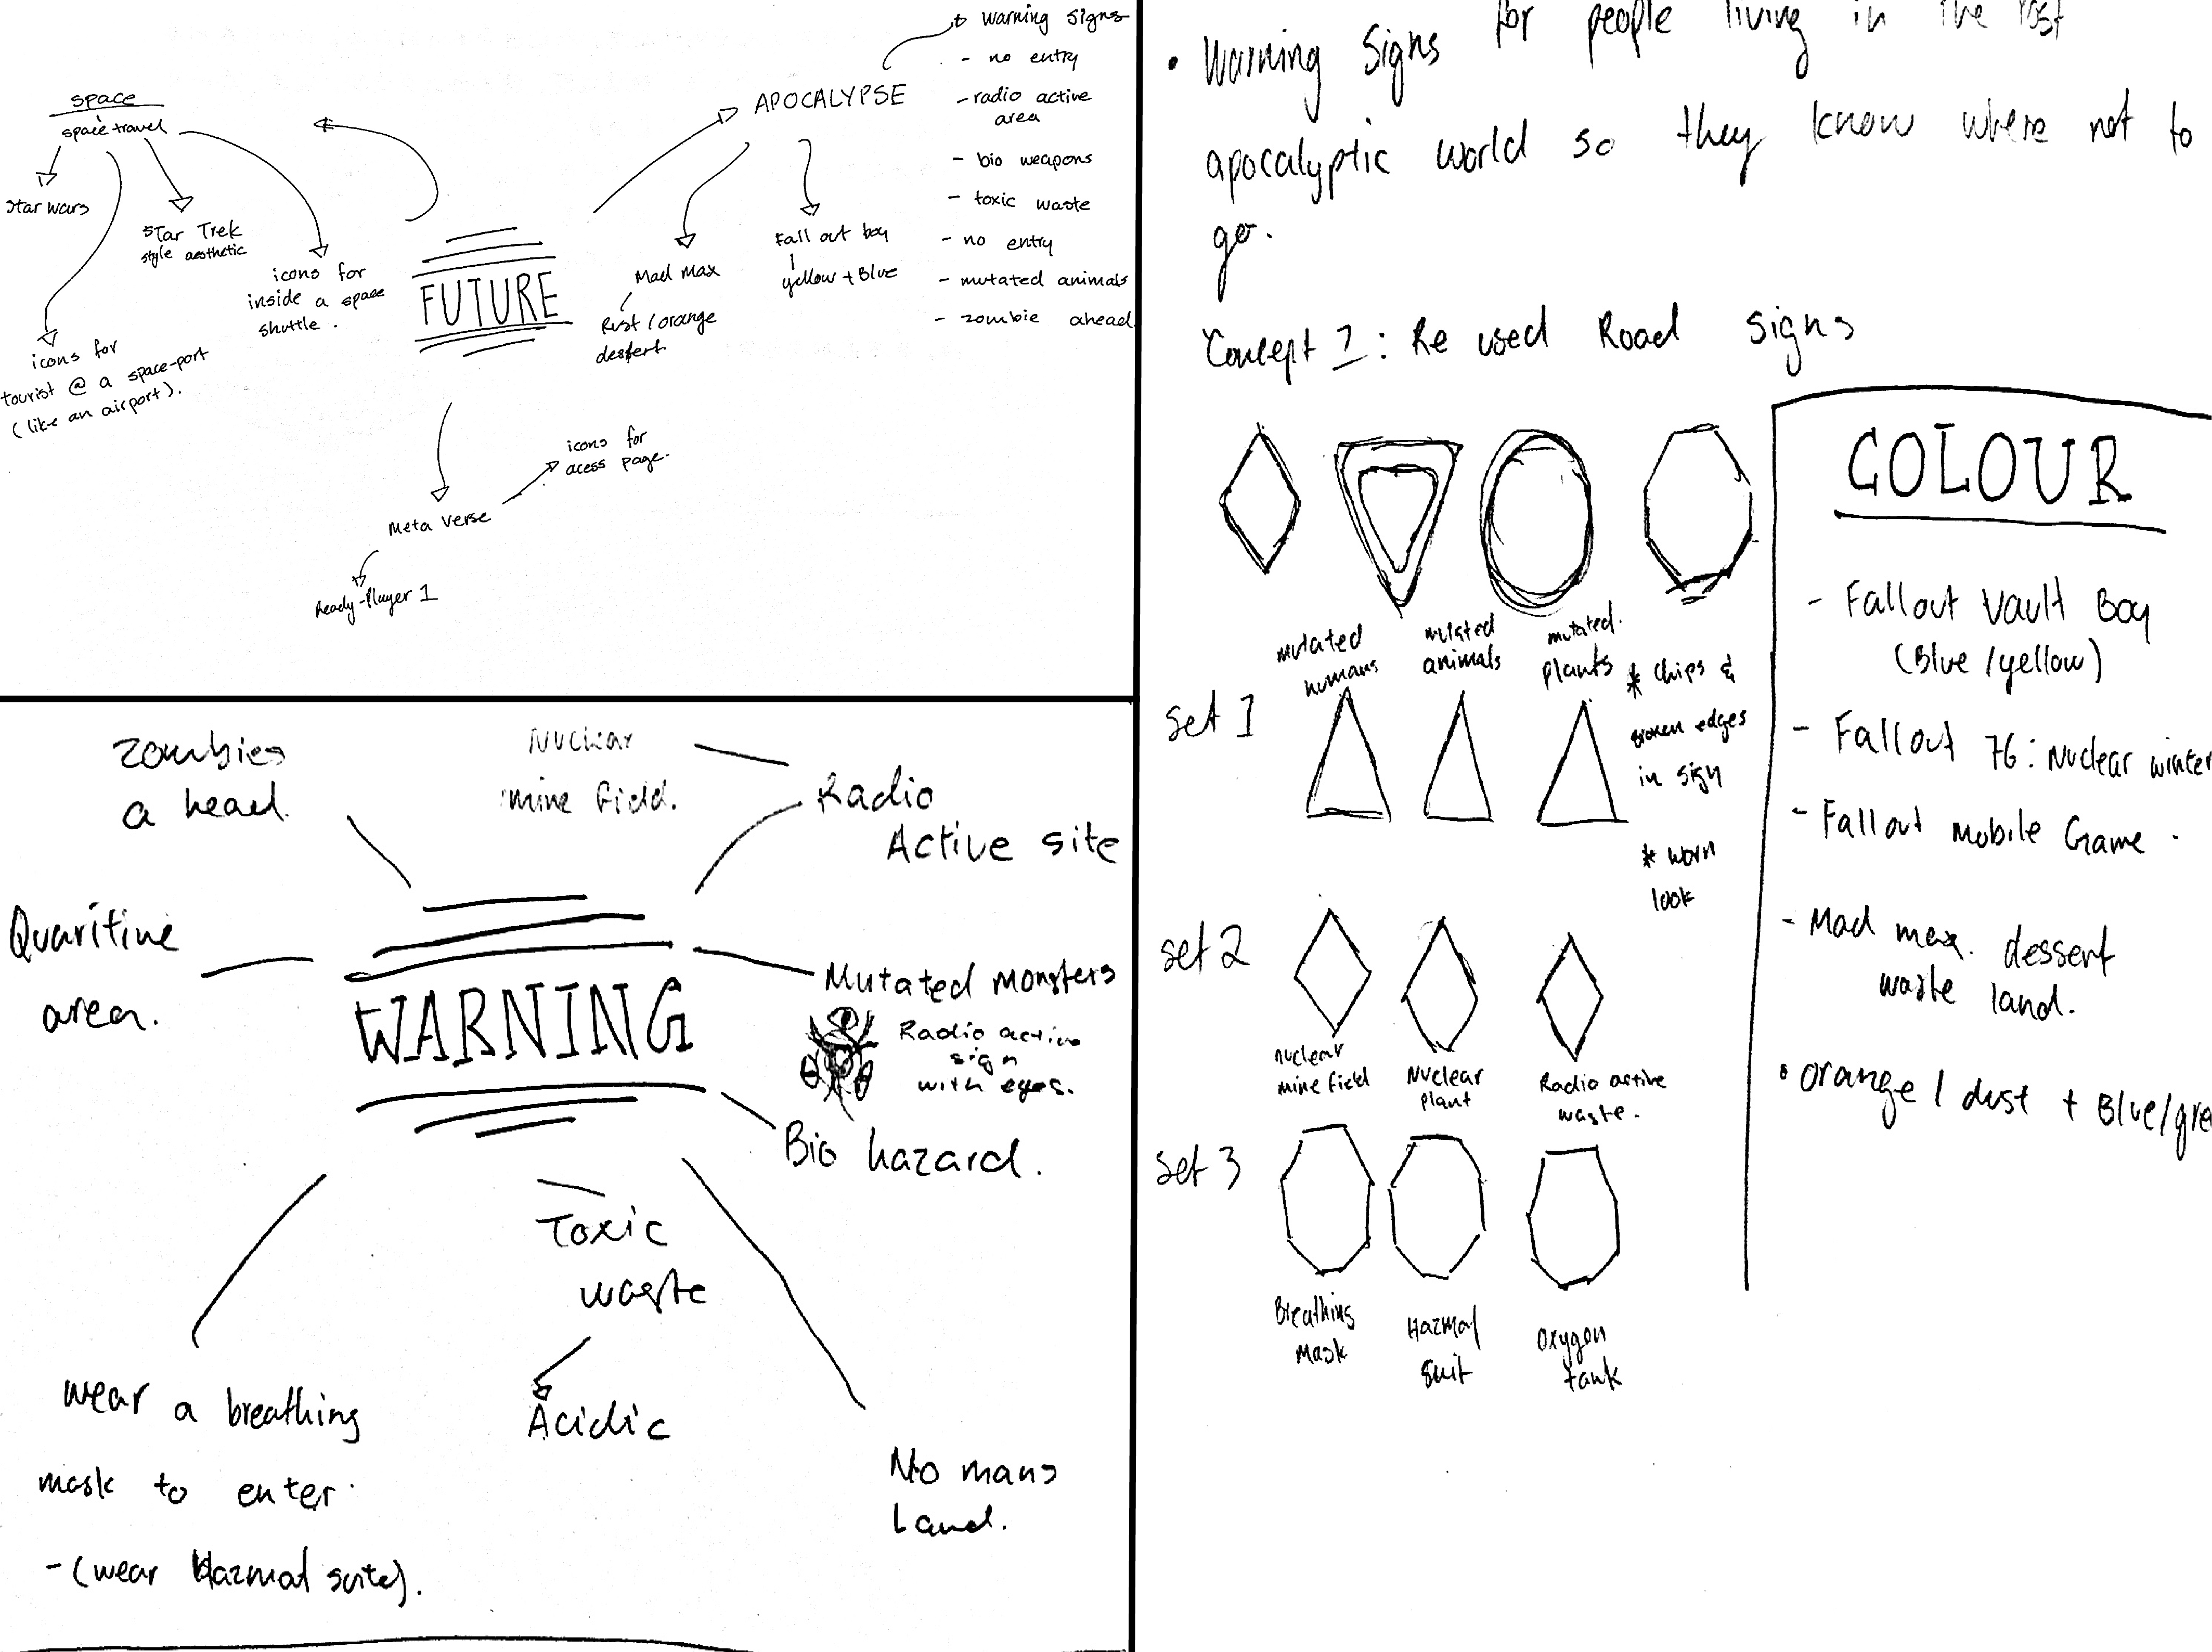 space
space travel
Star wars
Star Trek
style aesthetic
icons for
inside a space
shuttle.
icons for
tourist @ a space-port
(like an airport).
FUTURE
APOCALYPSE
warning signs
- no entry
- radio active
area
- bio weapons
- toxic waste
- no entry
- mutated animals
- zombie ahead
Mad Max
Rust / orange
dessert
Fall out boy
yellow + Blue
Meta verse
icons for
acess page.
Ready-Player 1
Zombies
a head.
Nuclear
mine field.
Radio
Active site
Quaritine
area.
WARNING
Mutated monsters
Radio active
sign
with eyes.
Bio hazard.
Toxic
waste
Acidic
wear a breathing
mask to enter.
- (wear Hazmat suite).
No mans
Land.
• Warning Signs for people living in the Post
apocalyptic world so they know where not to
go.
Concept : Re used Road signs
mutated
humans
mutated
animals
mutated.
plants
Set 1
* chips &
broken edges
in sign
* worn
look
set 2
nuclear
mine field
Nuclear
Plant
Radio active
waste.
Set 3
Breathing
Mask
Hazmat
Suit
oxygen
tank
COLOUR
- Fallout Vault Boy
(Blue / yellow)
- Fallout 76: Nuclear winter
- Fallout Mobile Game.
- Mad max. dessert
waste land.
• orange / dust + Blue/gre